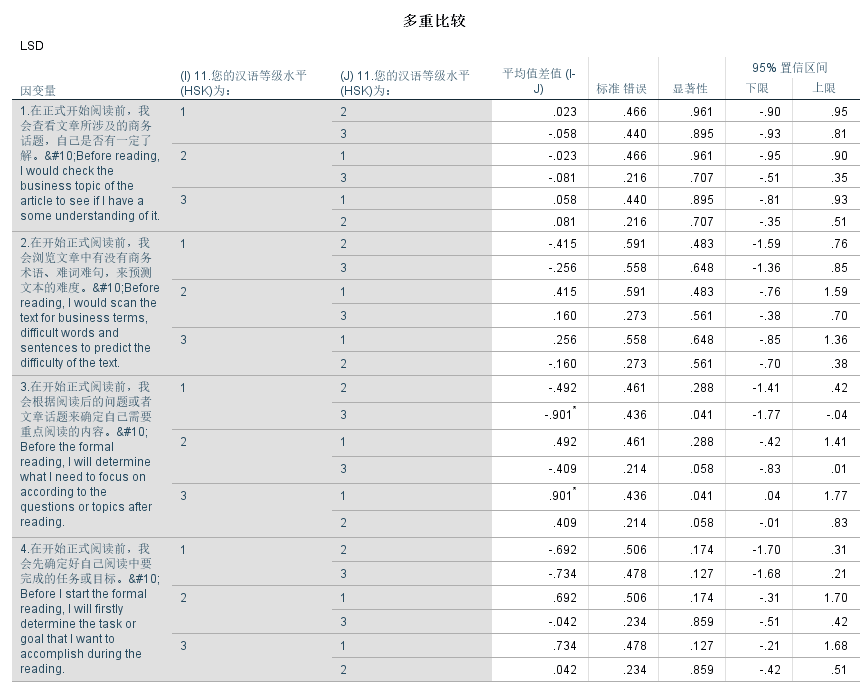 多重比较
LSD
因变量 (I) 11.您的汉语等级水平(HSK)为: (J) 11.您的汉语等级水平(HSK)为: 平均值差值 (I-J) 标准 错误 显著性 95% 置信区间 下限 上限
1.在正式开始阅读前，我
会查看文章所涉及的商务
话题，自己是否有一定了
解。&#10;Before reading,
I would check the
business topic of the
article to see if I have a
some understanding of it.
1 2 .023 .466 .961 -.90 .95
3 -.058 .440 .895 -.93 .81
2 1 -.023 .466 .961 -.95 .90
3 -.081 .216 .707 -.51 .35
3 1 .058 .440 .895 -.81 .93
2 .081 .216 .707 -.35 .51
2.在开始正式阅读前，我
会浏览文章中有没有商务
术语、难词难句，来预测
文本的难度。&#10;Before
reading, I would scan the
text for business terms,
difficult words and
sentences to predict the
difficulty of the text.
1 2 -.415 .591 .483 -1.59 .76
3 -.256 .558 .648 -1.36 .85
2 1 .415 .591 .483 -.76 1.59
3 .160 .273 .561 -.38 .70
3 1 .256 .558 .648 -.85 1.36
2 -.160 .273 .561 -.70 .38
3.在开始正式阅读前，我
会根据阅读后的问题或者
文章话题来确定自己需要
重点阅读的内容。&#10;
Before the formal
reading, I will determine
what I need to focus on
according to the
questions or topics after
reading.
1 2 -.492 .461 .288 -1.41 .42
3 -.901* .436 .041 -1.77 -.04
2 1 .492 .461 .288 -.42 1.41
3 -.409 .214 .058 -.83 .01
3 1 .901* .436 .041 .04 1.77
2 .409 .214 .058 -.01 .83
4.在开始正式阅读前，我
会先确定好自己阅读中要
完成的任务或目标。&#10;
Before I start the formal
reading, I will firstly
determine the task or
goal that I want to
accomplish during the
reading.
1 2 -.692 .506 .174 -1.70 .31
3 -.734 .478 .127 -1.68 .21
2 1 .692 .506 .174 -.31 1.70
3 -.042 .234 .859 -.51 .42
3 1 .734 .478 .127 -.21 1.68
2 .042 .234 .859 -.42 .51